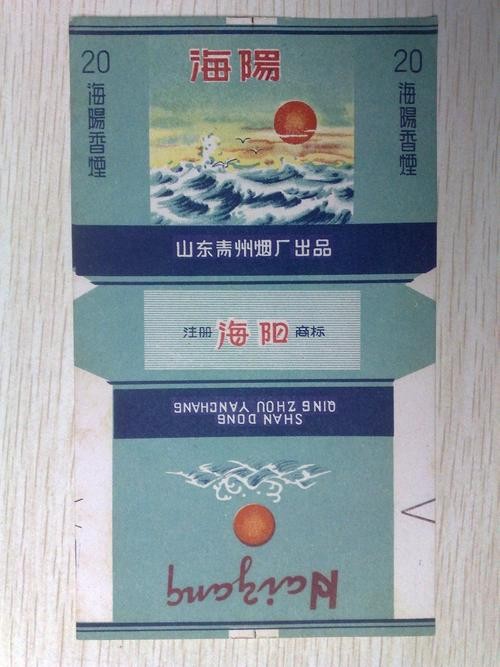 海陽
20
海陽香煙
20
海陽香煙
山东青州烟厂出品
注册 海阳 商标
Haiyang
SHAN DONG
QING ZHOU YANCHANG